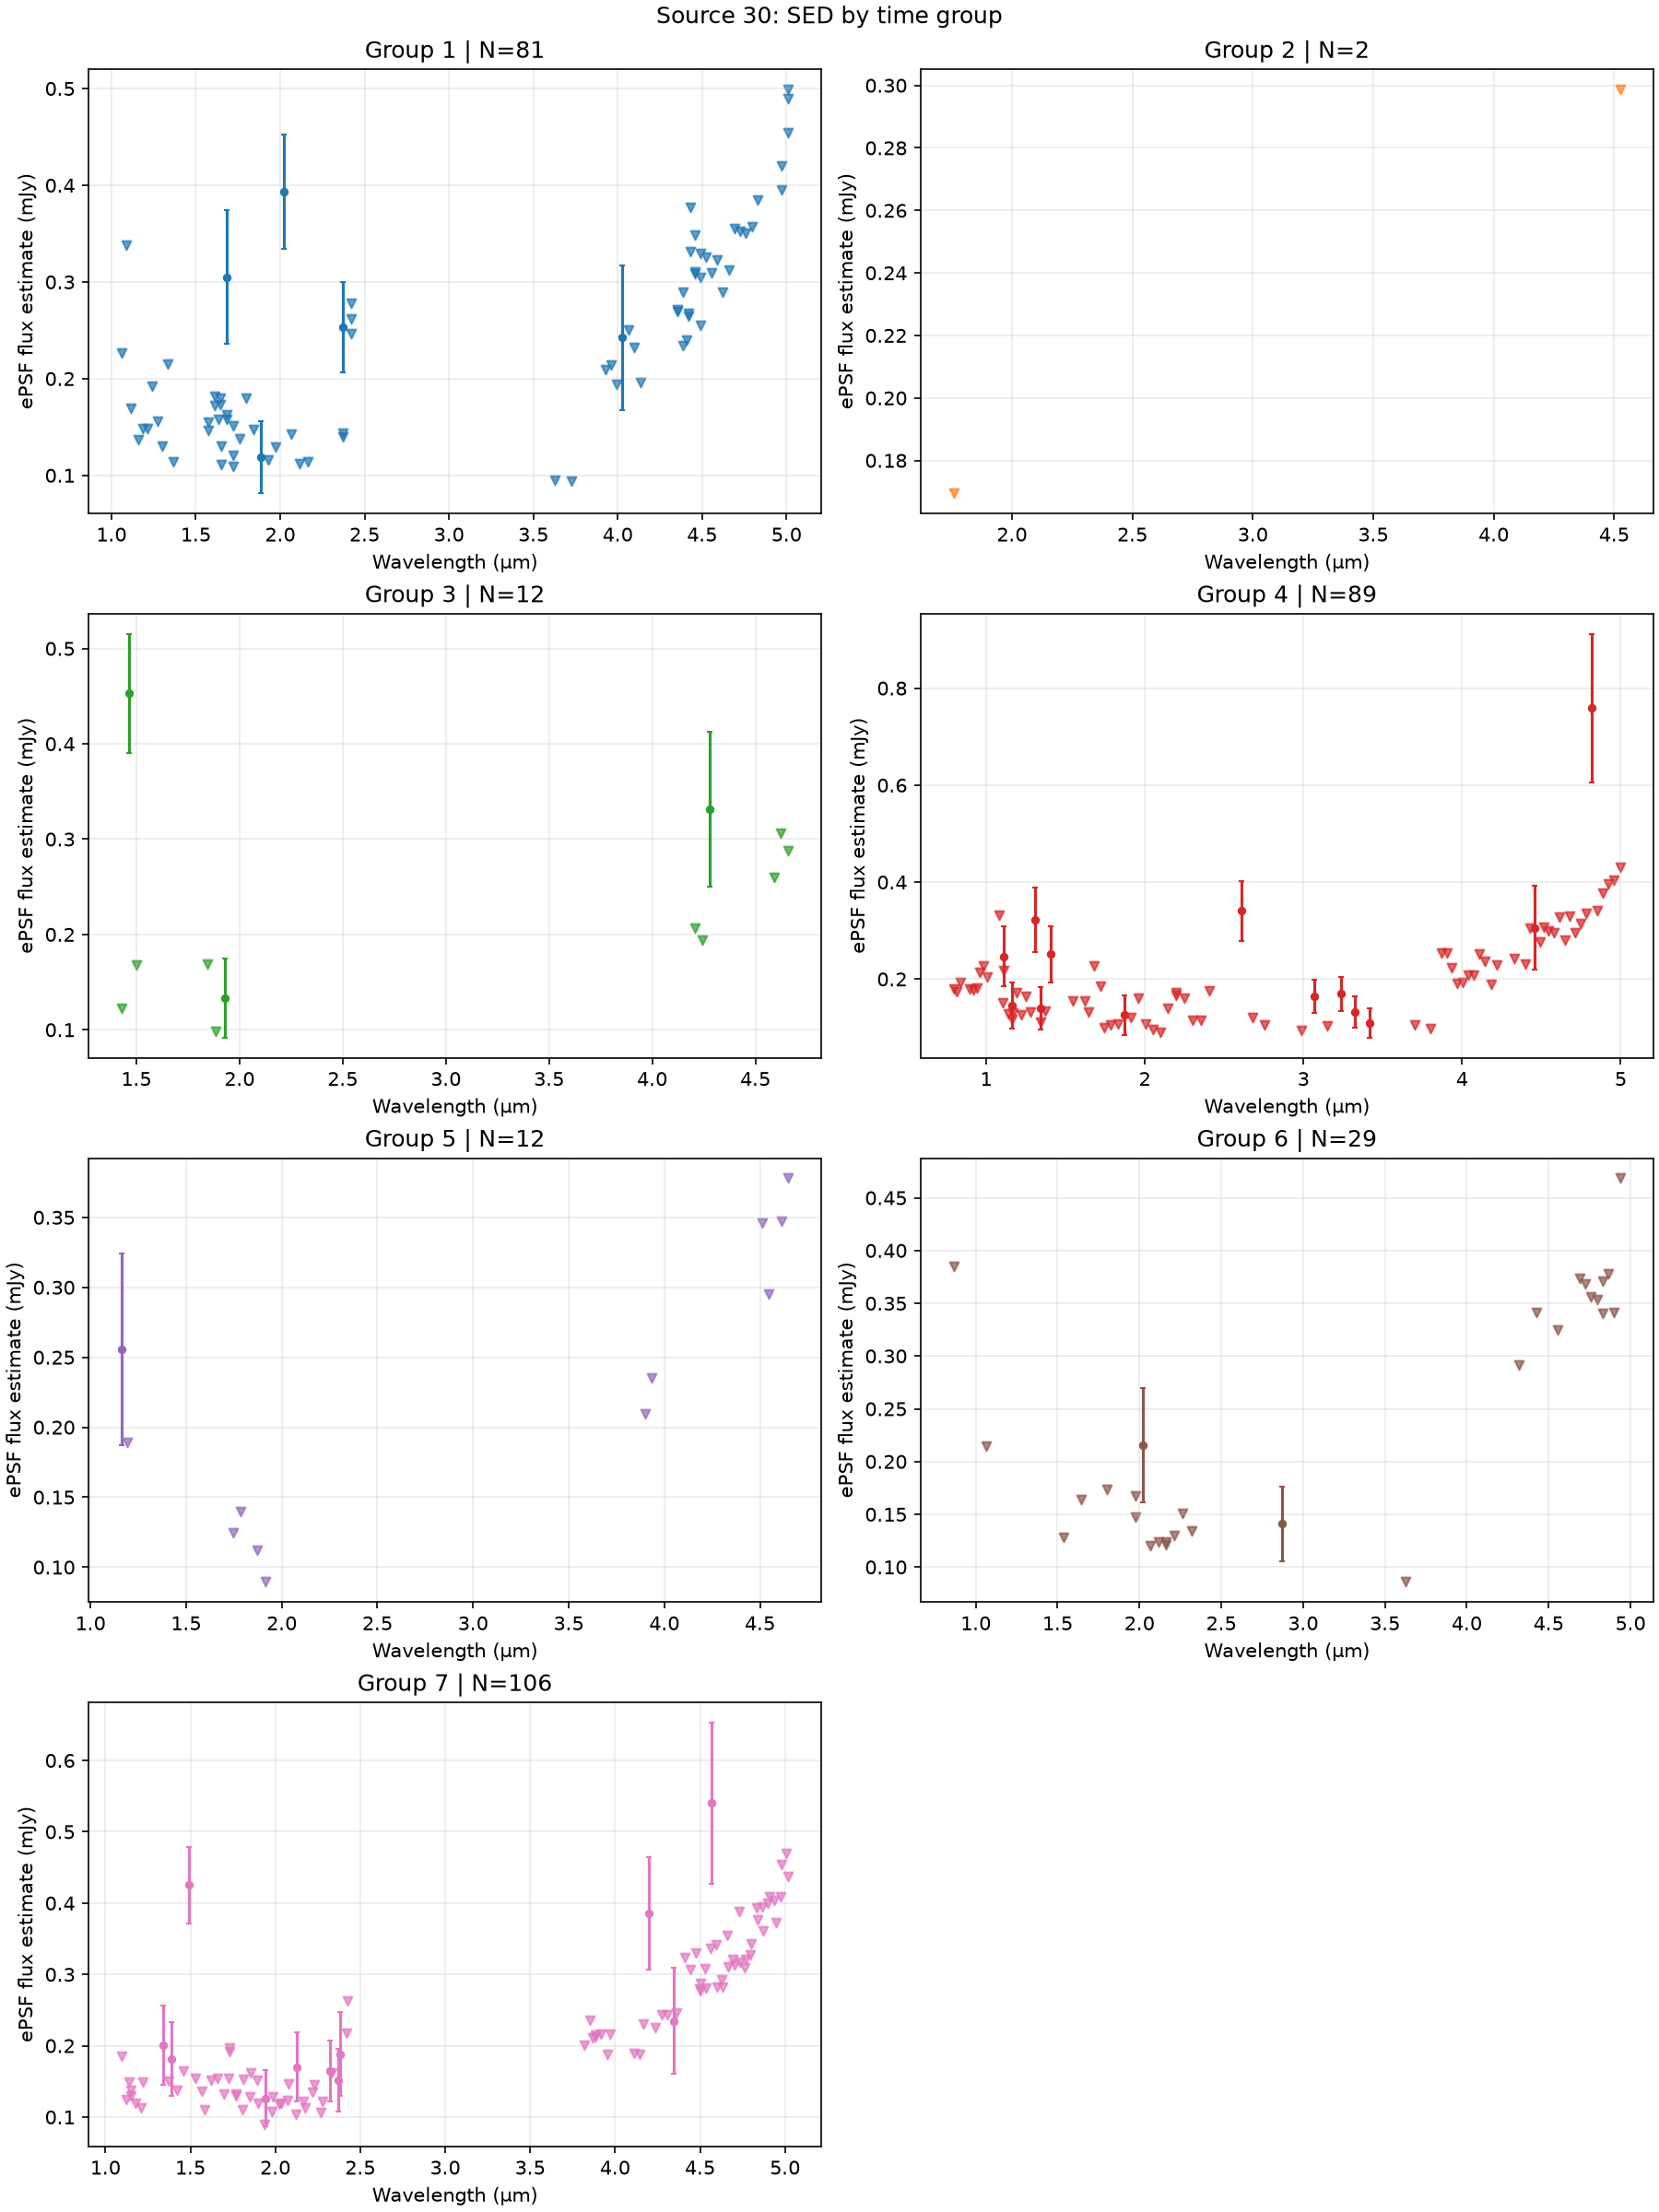 Source 30: SED by time group
Group 1 | N=81
ePSF flux estimate (mJy)
0.5
0.4
0.3
0.2
0.1
1.0 1.5 2.0 2.5 3.0 3.5 4.0 4.5 5.0
Wavelength (μm)
Group 2 | N=2
ePSF flux estimate (mJy)
0.30
0.28
0.26
0.24
0.22
0.20
0.18
2.0 2.5 3.0 3.5 4.0 4.5
Wavelength (μm)
Group 3 | N=12
ePSF flux estimate (mJy)
0.5
0.4
0.3
0.2
0.1
1.5 2.0 2.5 3.0 3.5 4.0 4.5
Wavelength (μm)
Group 4 | N=89
ePSF flux estimate (mJy)
0.8
0.6
0.4
0.2
1 2 3 4 5
Wavelength (μm)
Group 5 | N=12
ePSF flux estimate (mJy)
0.35
0.30
0.25
0.20
0.15
0.10
1.0 1.5 2.0 2.5 3.0 3.5 4.0 4.5
Wavelength (μm)
Group 6 | N=29
ePSF flux estimate (mJy)
0.45
0.40
0.35
0.30
0.25
0.20
0.15
0.10
1.0 1.5 2.0 2.5 3.0 3.5 4.0 4.5 5.0
Wavelength (μm)
Group 7 | N=106
ePSF flux estimate (mJy)
0.6
0.5
0.4
0.3
0.2
0.1
1.0 1.5 2.0 2.5 3.0 3.5 4.0 4.5 5.0
Wavelength (μm)